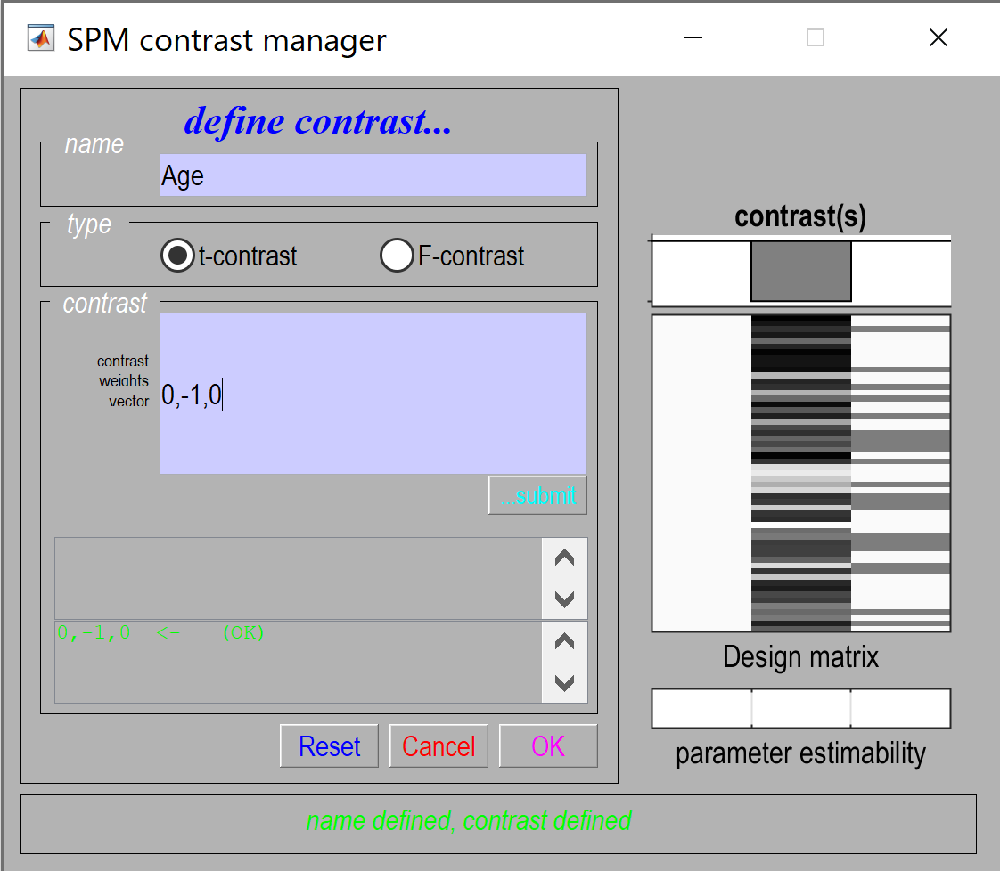 SPM contrast manager
define contrast...
name
Age
type
t-contrast
F-contrast
contrast
contrast
weights
vector
0,-1,0
...submit
0,-1,0 <- (OK)
Reset
Cancel
OK
contrast(s)
Design matrix
parameter estimability
name defined, contrast defined